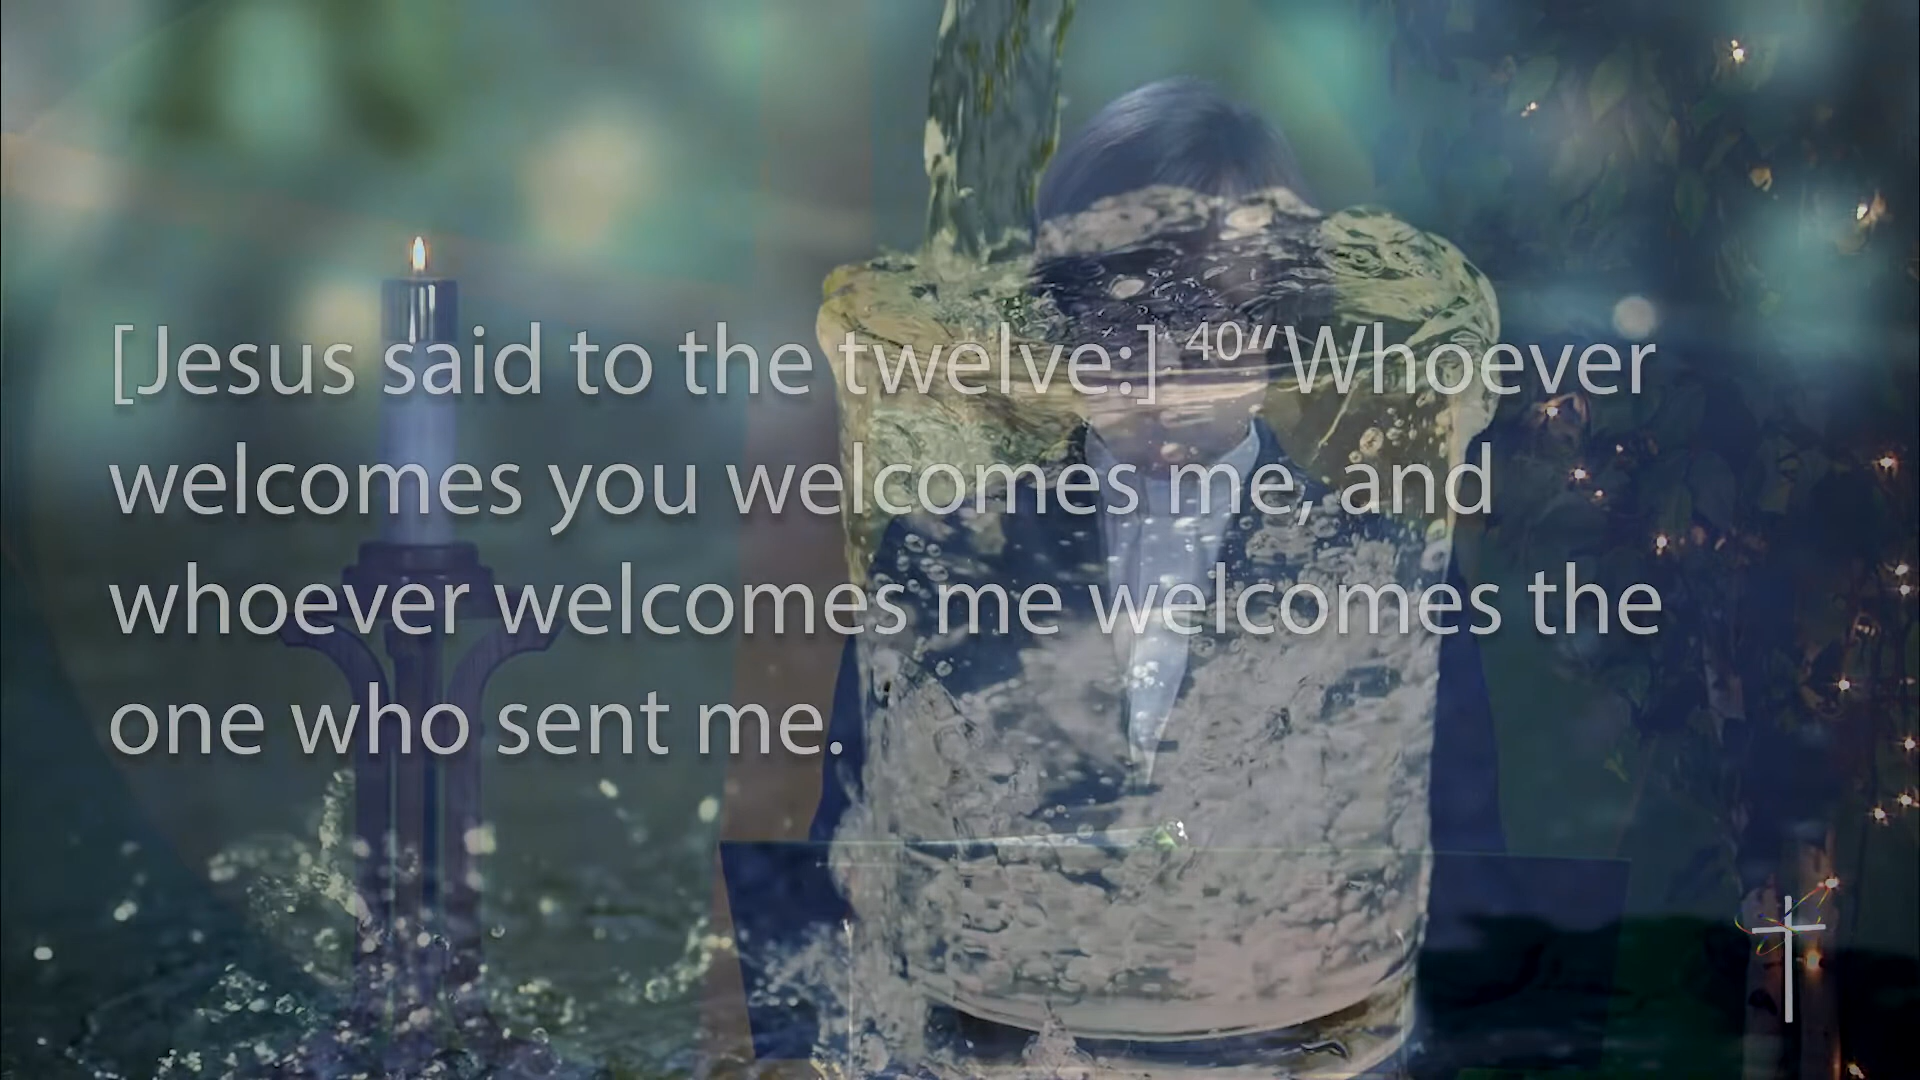 [Jesus said to the twelve:] ⁴⁰“Whoever
welcomes you welcomes me, and
whoever welcomes me welcomes the
one who sent me.